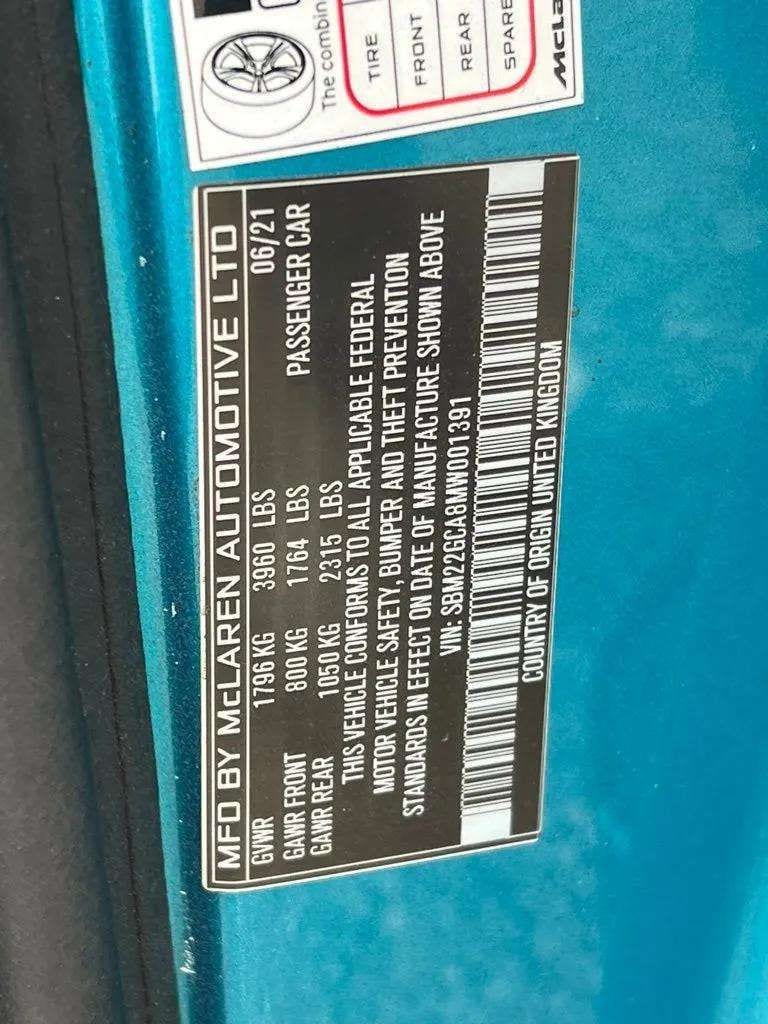 The combin
TIRE
FRONT
REAR
SPARE
McLa
MFD BY McLAREN AUTOMOTIVE LTD
GVWR 1796 KG 3960 LBS 06/21
GAWR FRONT 800 KG 1764 LBS PASSENGER CAR
GAWR REAR 1050 KG 2315 LBS
THIS VEHICLE CONFORMS TO ALL APPLICABLE FEDERAL
MOTOR VEHICLE SAFETY, BUMPER AND THEFT PREVENTION
STANDARDS IN EFFECT ON DATE OF MANUFACTURE SHOWN ABOVE
VIN: SBM22GCA8MW001391
COUNTRY OF ORIGIN UNITED KINGDOM